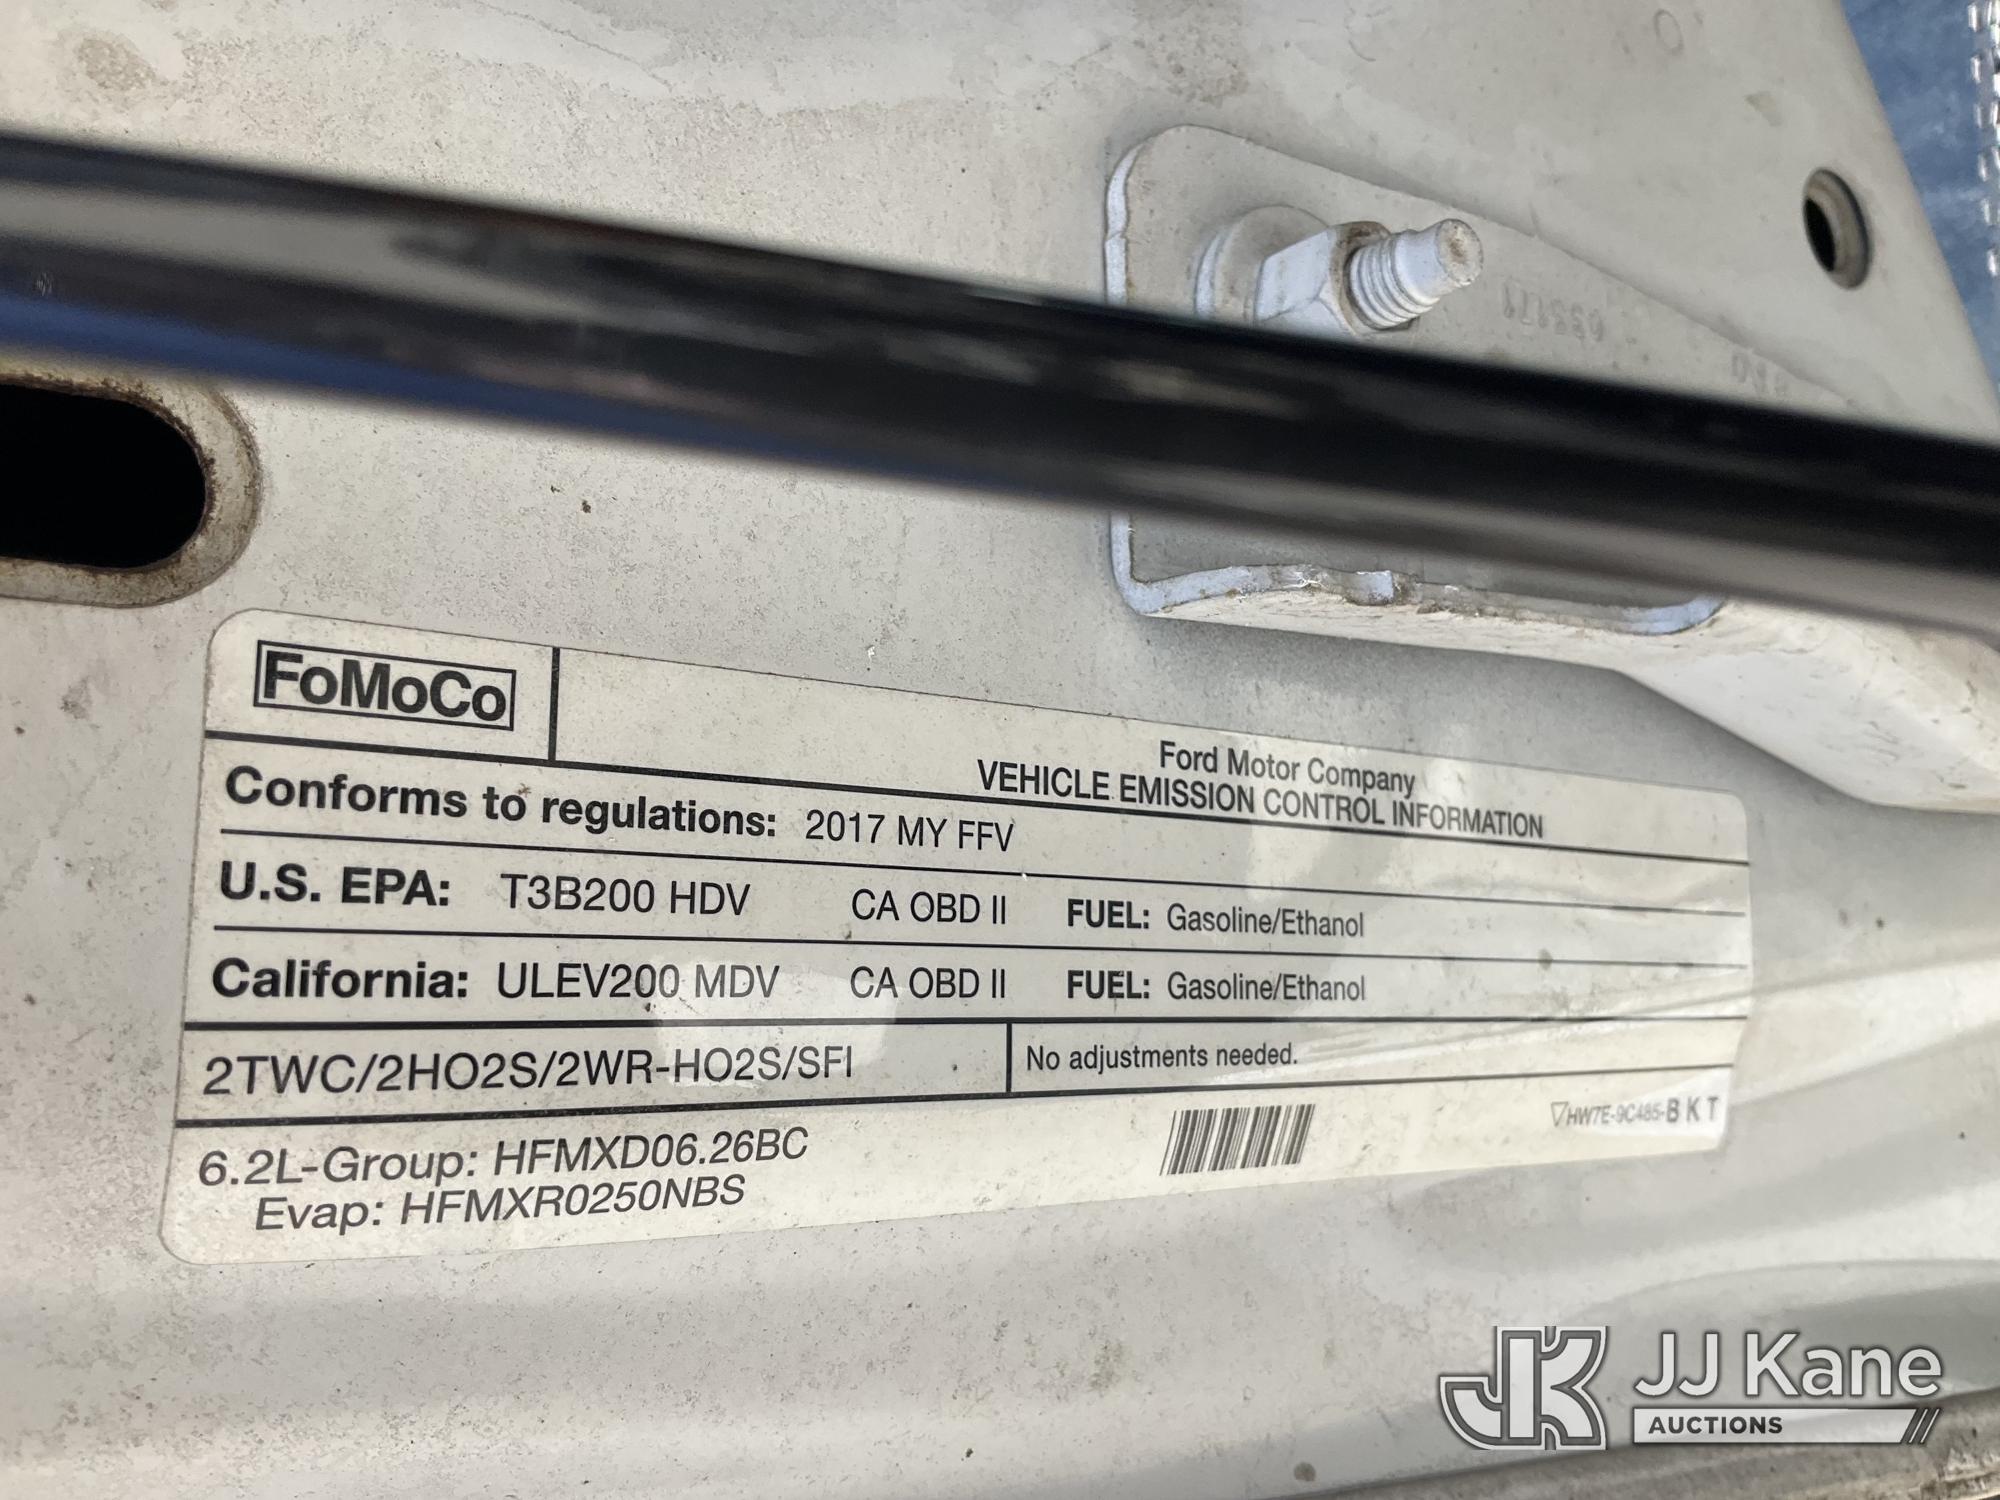 FoMoCo
Ford Motor Company
VEHICLE EMISSION CONTROL INFORMATION
Conforms to regulations: 2017 MY FFV
U.S. EPA: T3B200 HDV CA OBD II FUEL: Gasoline/Ethanol
California: ULEV200 MDV CA OBD II FUEL: Gasoline/Ethanol
2TWC/2HO2S/2WR-HO2S/SFI No adjustments needed.
6.2L-Group: HFMXD06.26BC
Evap: HFMXR0250NBS
HW7E-9C485-B K T
JK JJ Kane
AUCTIONS